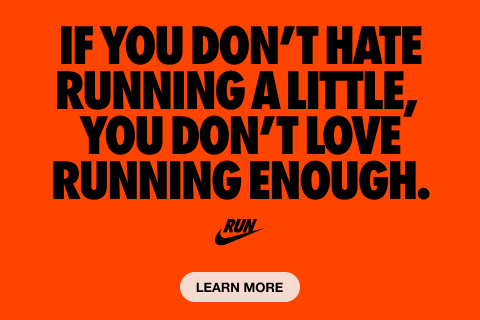 IF YOU DON'T HATE
RUNNING A LITTLE,
YOU DON'T LOVE
RUNNING ENOUGH.
RUN
LEARN MORE